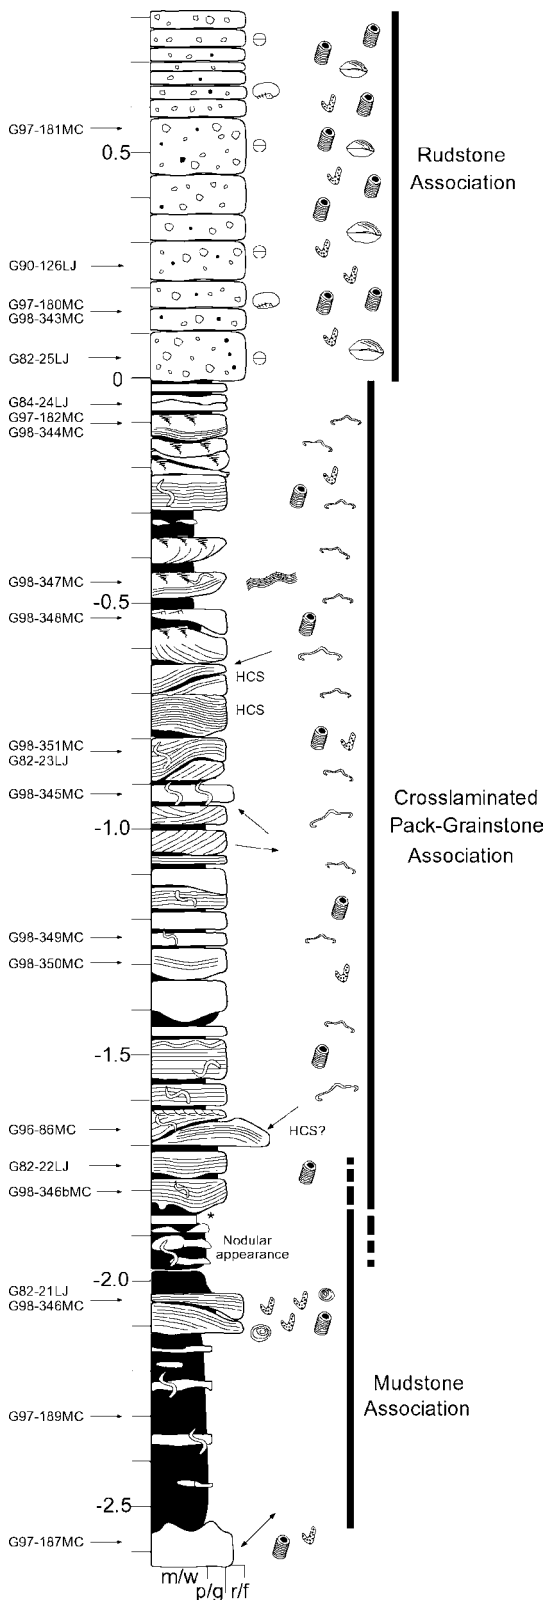 G97-181MC
0.5
Rudstone
Association
G90-126LJ
G97-180MC
G98-343MC
G82-25LJ
0
G84-24LJ
G97-182MC
G98-344MC
G98-347MC
-0.5
G98-348MC
HCS
HCS
G98-351MC
G82-23LJ
G98-345MC
Crosslaminated
Pack-Grainstone
Association
-1.0
G98-349MC
G98-350MC
-1.5
G96-86MC
HCS?
G82-22LJ
G98-346bMC
*
Nodular
appearance
-2.0
G82-21LJ
G98-346MC
Mudstone
Association
G97-189MC
-2.5
G97-187MC
m/w
p/g r/f